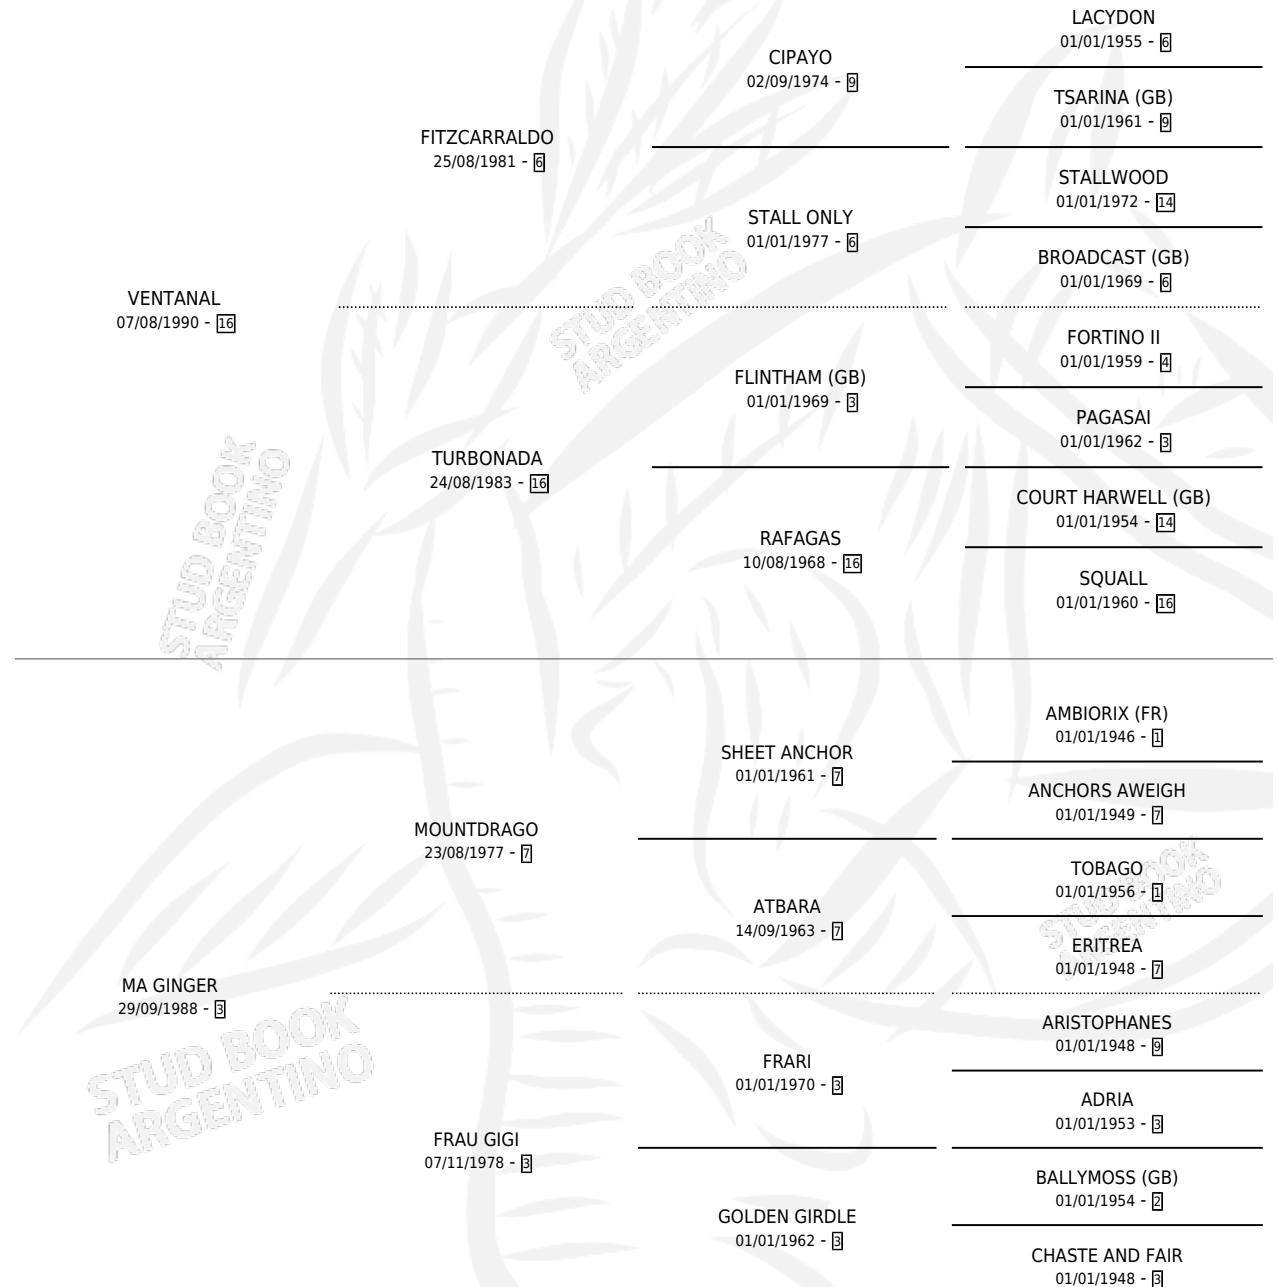 LACYDON
01/01/1955 - 6
CIPAYO
02/09/1974 - 9
TSARINA (GB)
01/01/1961 - 9
FITZCARRALDO
25/08/1981 - 6
STALLWOOD
01/01/1972 - 14
STALL ONLY
01/01/1977 - 6
BROADCAST (GB)
01/01/1969 - 6
VENTANAL
07/08/1990 - 16
STUD BOOK
ARGENTINO
FORTINO II
01/01/1959 - 4
FLINTHAM (GB)
01/01/1969 - 3
PAGASAI
01/01/1962 - 3
TURBONADA
24/08/1983 - 16
COURT HARWELL (GB)
01/01/1954 - 14
RAFAGAS
10/08/1968 - 16
SQUALL
01/01/1960 - 16
STUD BOOK
ARGENTINO
AMBIORIX (FR)
01/01/1946 - 1
SHEET ANCHOR
01/01/1961 - 7
ANCHORS AWEIGH
01/01/1949 - 7
MOUNTDRAGO
23/08/1977 - 7
TOBAGO
01/01/1956 - 1
ATBARA
14/09/1963 - 7
STUD BOOK
ARGENTINO
ERITREA
01/01/1948 - 7
MA GINGER
29/09/1988 - 3
STUD BOOK
ARGENTINO
ARISTOPHANES
01/01/1948 - 9
FRARI
01/01/1970 - 3
ADRIA
01/01/1953 - 3
FRAU GIGI
07/11/1978 - 3
BALLYMOSS (GB)
01/01/1954 - 2
GOLDEN GIRDLE
01/01/1962 - 3
CHASTE AND FAIR
01/01/1948 - 3